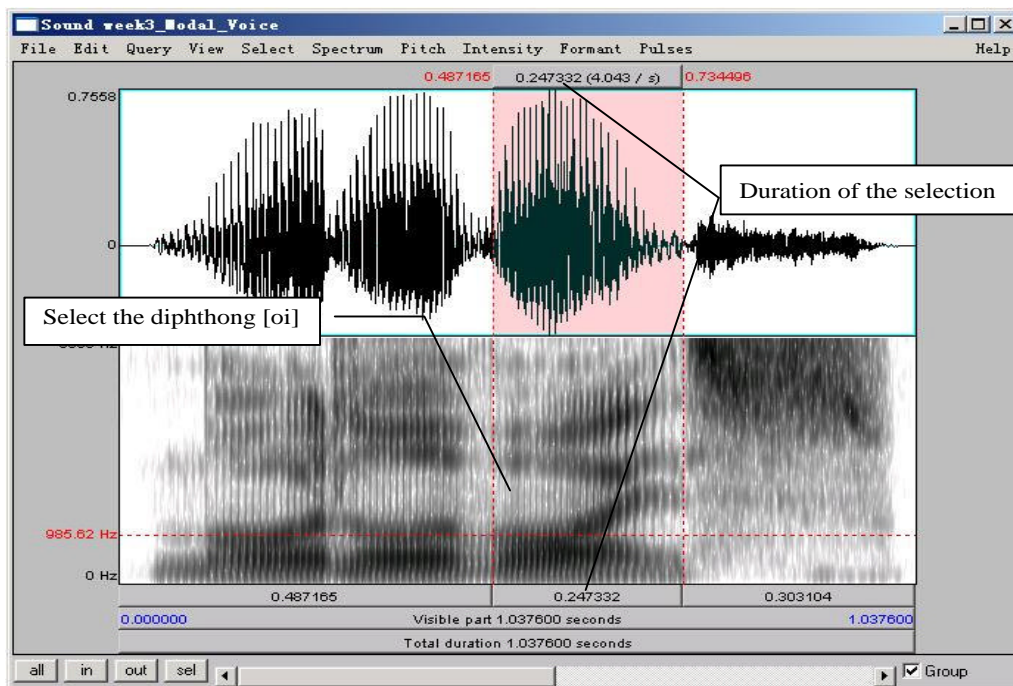 Sound week3_Modal_Voice
File Edit Query View Select Spectrum Pitch Intensity Formant Pulses Help
0.487165 0.247332 (4.043 / s) 0.734496
0.7558
Duration of the selection
0
Select the diphthong [oi]
Hz
985.62 Hz
0 Hz
0.487165 0.247332 0.303104
0.000000 Visible part 1.037600 seconds 1.037600
Total duration 1.037600 seconds
all in out sel Group